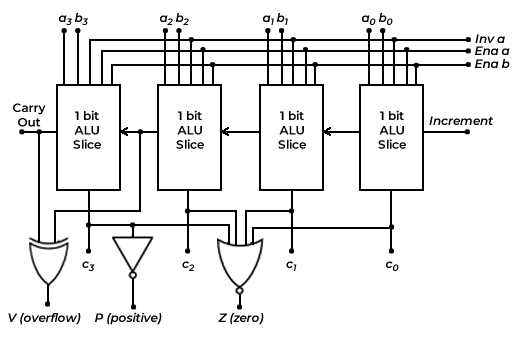 a3 b3 a2 b2 a1 b1 a0 b0
Inv a
Ena a
Ena b
Carry
Out
1 bit
ALU
Slice
1 bit
ALU
Slice
1 bit
ALU
Slice
1 bit
ALU
Slice
Increment
c3 c2 c1 c0
V (overflow) P (positive) Z (zero)